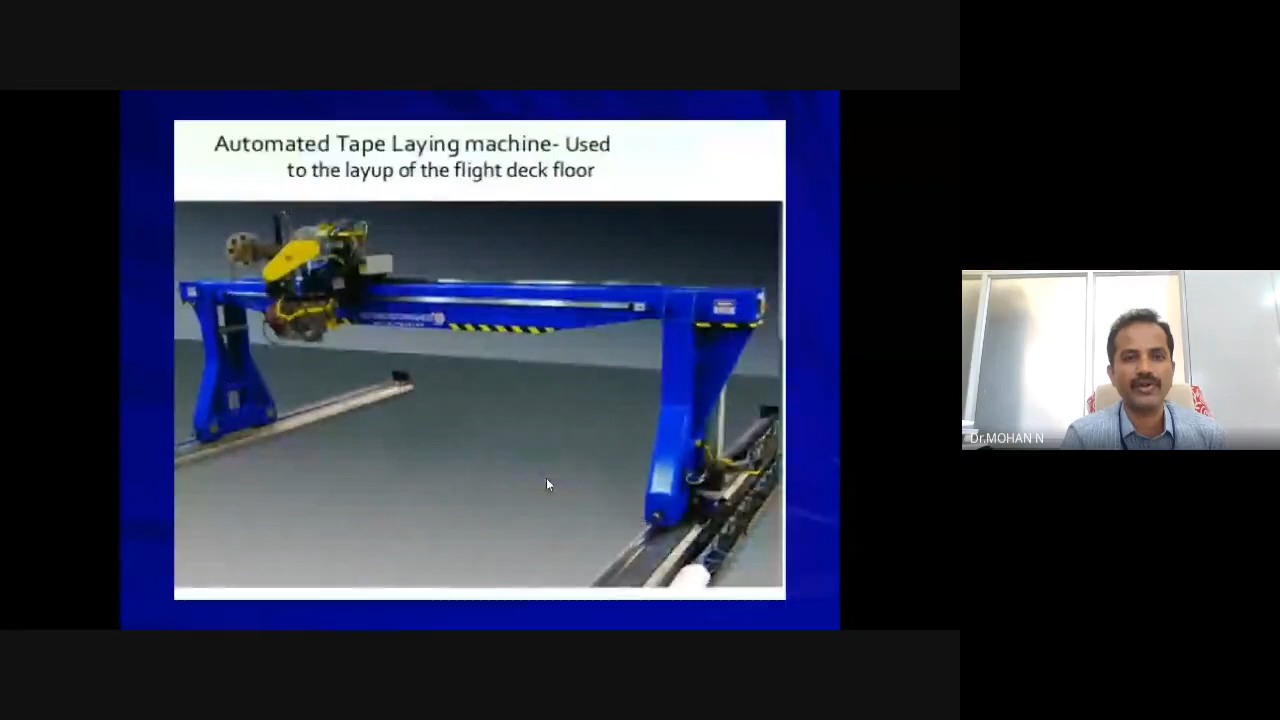 Automated Tape Laying machine- Used
to the layup of the flight deck floor
Dr.MOHAN N